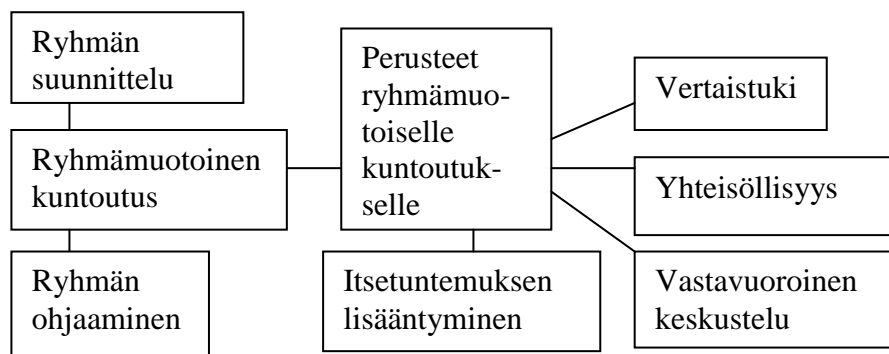 Ryhmän
suunnittelu
Ryhmämuotoinen
kuntoutus
Ryhmän
ohjaaminen
Perusteet
ryhmämuo-
toiselle
kuntoutuk-
selle
Itsetuntemuksen
lisääntyminen
Vertaistuki
Yhteisöllisyys
Vastavuoroinen
keskustelu